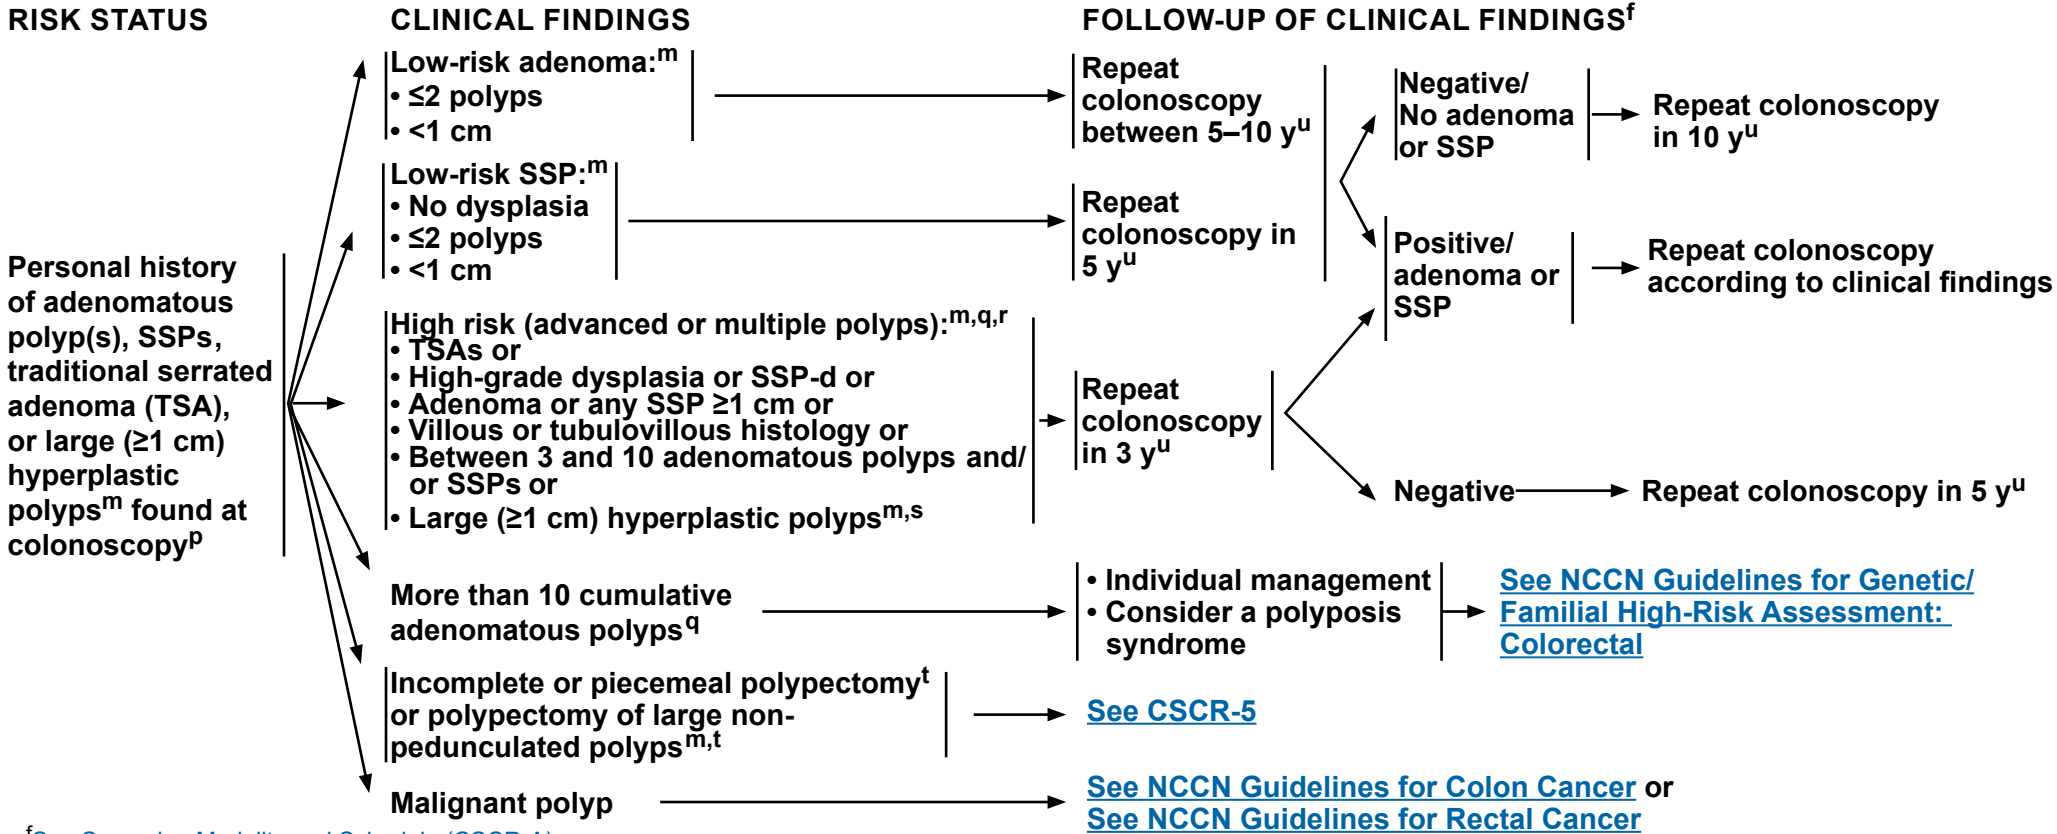 RISK STATUS
CLINICAL FINDINGS
FOLLOW-UP OF CLINICAL FINDINGSᶠ
Personal history
of adenomatous
polyp(s), SSPs,
traditional serrated
adenoma (TSA),
or large (≥1 cm)
hyperplastic
polypsᵐ found at
colonoscopyᵖ
Low-risk adenoma:ᵐ
• ≤2 polyps
• <1 cm
Repeat
colonoscopy
between 5–10 yᵘ
Low-risk SSP:ᵐ
• No dysplasia
• ≤2 polyps
• <1 cm
Repeat
colonoscopy in
5 yᵘ
Negative/
No adenoma
or SSP
Repeat colonoscopy
in 10 yᵘ
Positive/
adenoma or
SSP
Repeat colonoscopy
according to clinical findings
High risk (advanced or multiple polyps):ᵐ,q,ʳ
• TSAs or
• High-grade dysplasia or SSP-d or
• Adenoma or any SSP ≥1 cm or
• Villous or tubulovillous histology or
• Between 3 and 10 adenomatous polyps and/
or SSPs or
• Large (≥1 cm) hyperplastic polypsᵐ,ˢ
Repeat
colonoscopy
in 3 yᵘ
Negative
Repeat colonoscopy in 5 yᵘ
More than 10 cumulative
adenomatous polypsq
• Individual management
• Consider a polyposis
syndrome
See NCCN Guidelines for Genetic/
Familial High-Risk Assessment:
Colorectal
Incomplete or piecemeal polypectomyᵗ
or polypectomy of large non-
pedunculated polypsᵐ,ᵗ
See CSCR-5
Malignant polyp
See NCCN Guidelines for Colon Cancer or
See NCCN Guidelines for Rectal Cancer